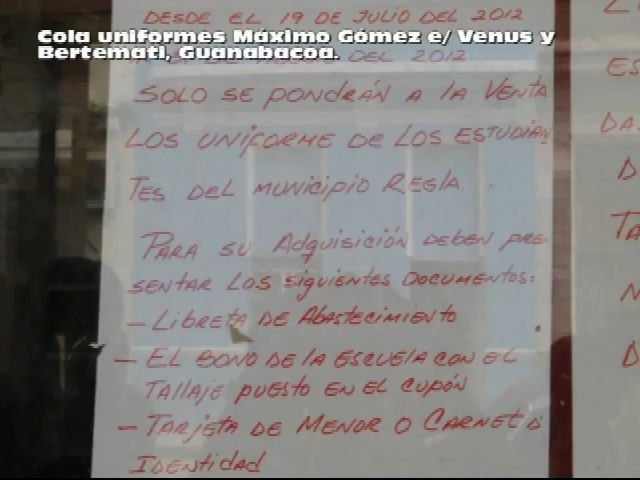 DESDE EL 19 DE JULIO DEL 2012
Cola uniformes Máximo Gómez e/ Venus y
Bertemati, Guanabacoa.
DEL 2012
SOLO SE PONDRÁN A LA VENTA
LOS UNIFORME DE LOS ESTUDIAN
TES DEL MUNICIPIO REGLA.
PARA SU AdquISICIÓN DEBEN PRE
SENTAR LOS SIGUIENTES DOCUMENTOS:
- LIBRETA DE ABASTECIMIENTO
- EL BONO DE LA ESCUELA CON EL
TALLAJE PUESTO EN EL CUPÓN
- TARJETA DE MENOR O CARNET D
IDENTIDAD
ES
DA
D
TA
N
D